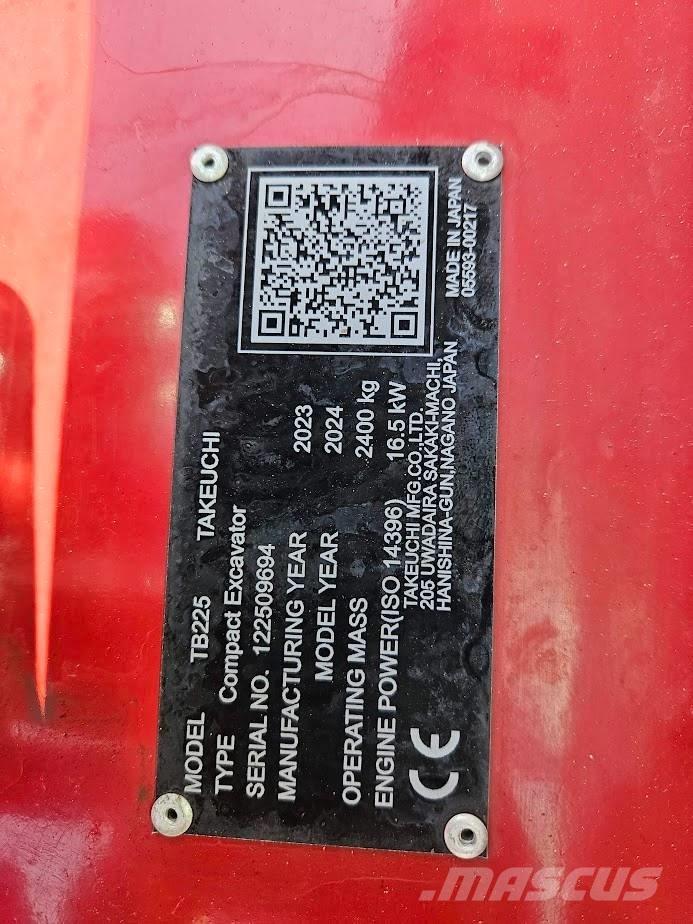 MODEL TB225 TAKEUCHI
TYPE Compact Excavator
SERIAL NO. 122509694
MANUFACTURING YEAR 2023
MODEL YEAR 2024
OPERATING MASS 2400 kg
ENGINE POWER(ISO 14396) 16.5 kW
TAKEUCHI MFG.CO.,LTD.
205 UWADAIRA SAKAKI-MACHI,
HANISHINA-GUN,NAGANO JAPAN
CE
MADE IN JAPAN
05593-00217
MASCUS